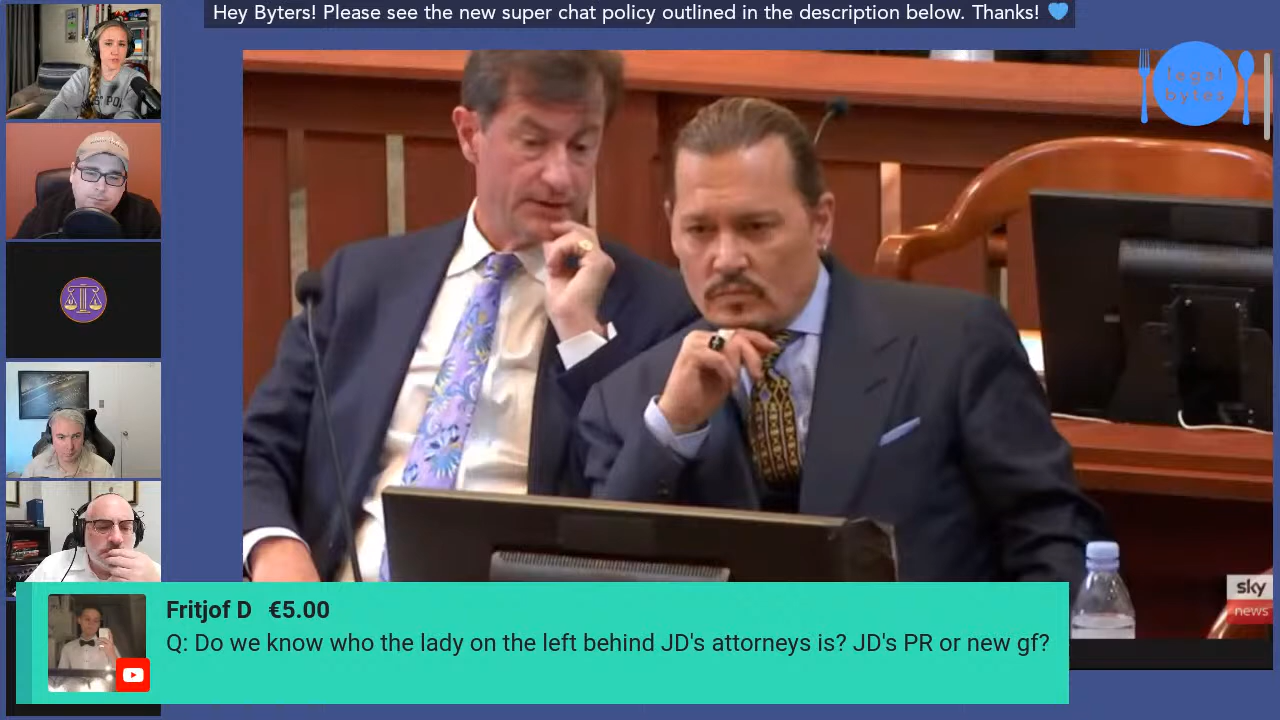 Hey Byters! Please see the new super chat policy outlined in the description below. Thanks! 💙
legal
bytes
sky
news
Fritjof D €5.00
Q: Do we know who the lady on the left behind JD's attorneys is? JD's PR or new gf?